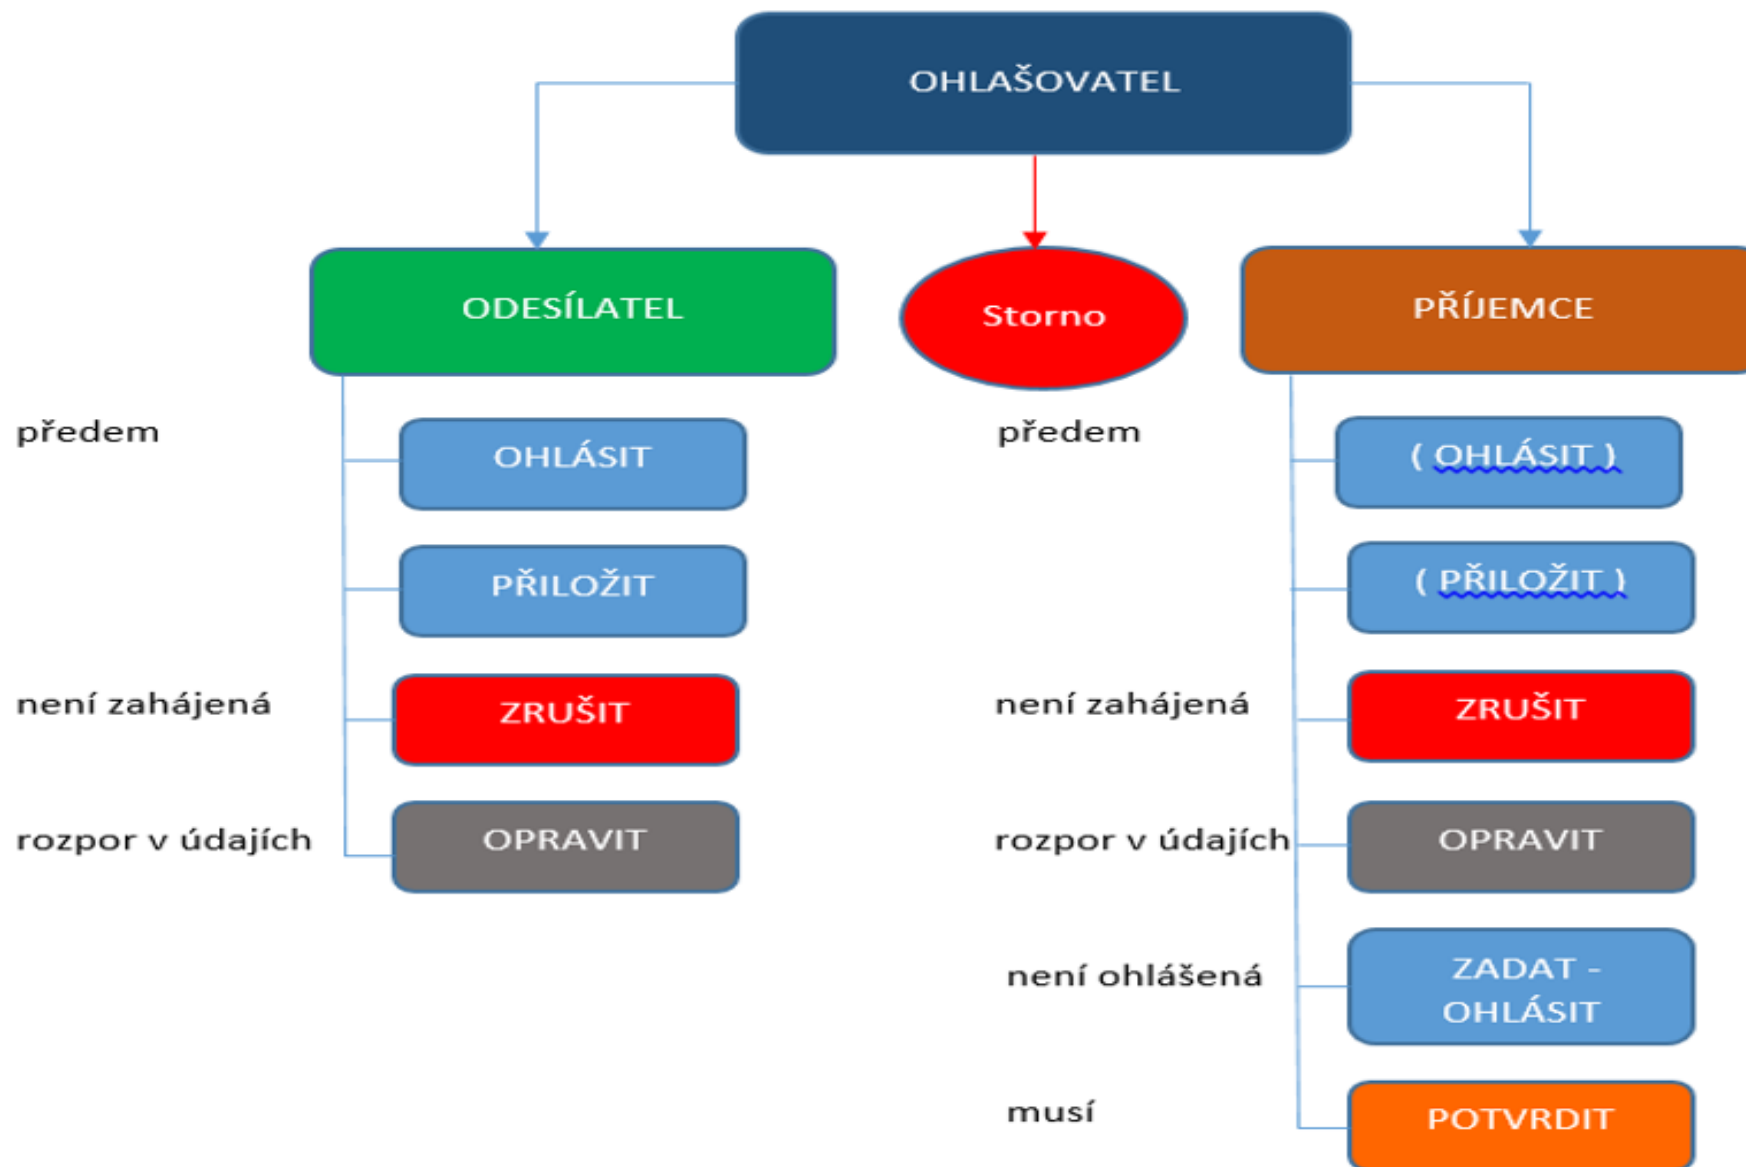 OHLAŠOVATEL
ODESÍLATEL
Storno
PŘÍJEMCE
předem
OHLÁSIT
PŘILOŽIT
není zahájená
ZRUŠIT
rozpor v údajích
OPRAVIT
předem
( OHLÁSIT )
( PŘILOŽIT )
není zahájená
ZRUŠIT
rozpor v údajích
OPRAVIT
není ohlášená
ZADAT -
OHLÁSIT
musí
POTVRDIT